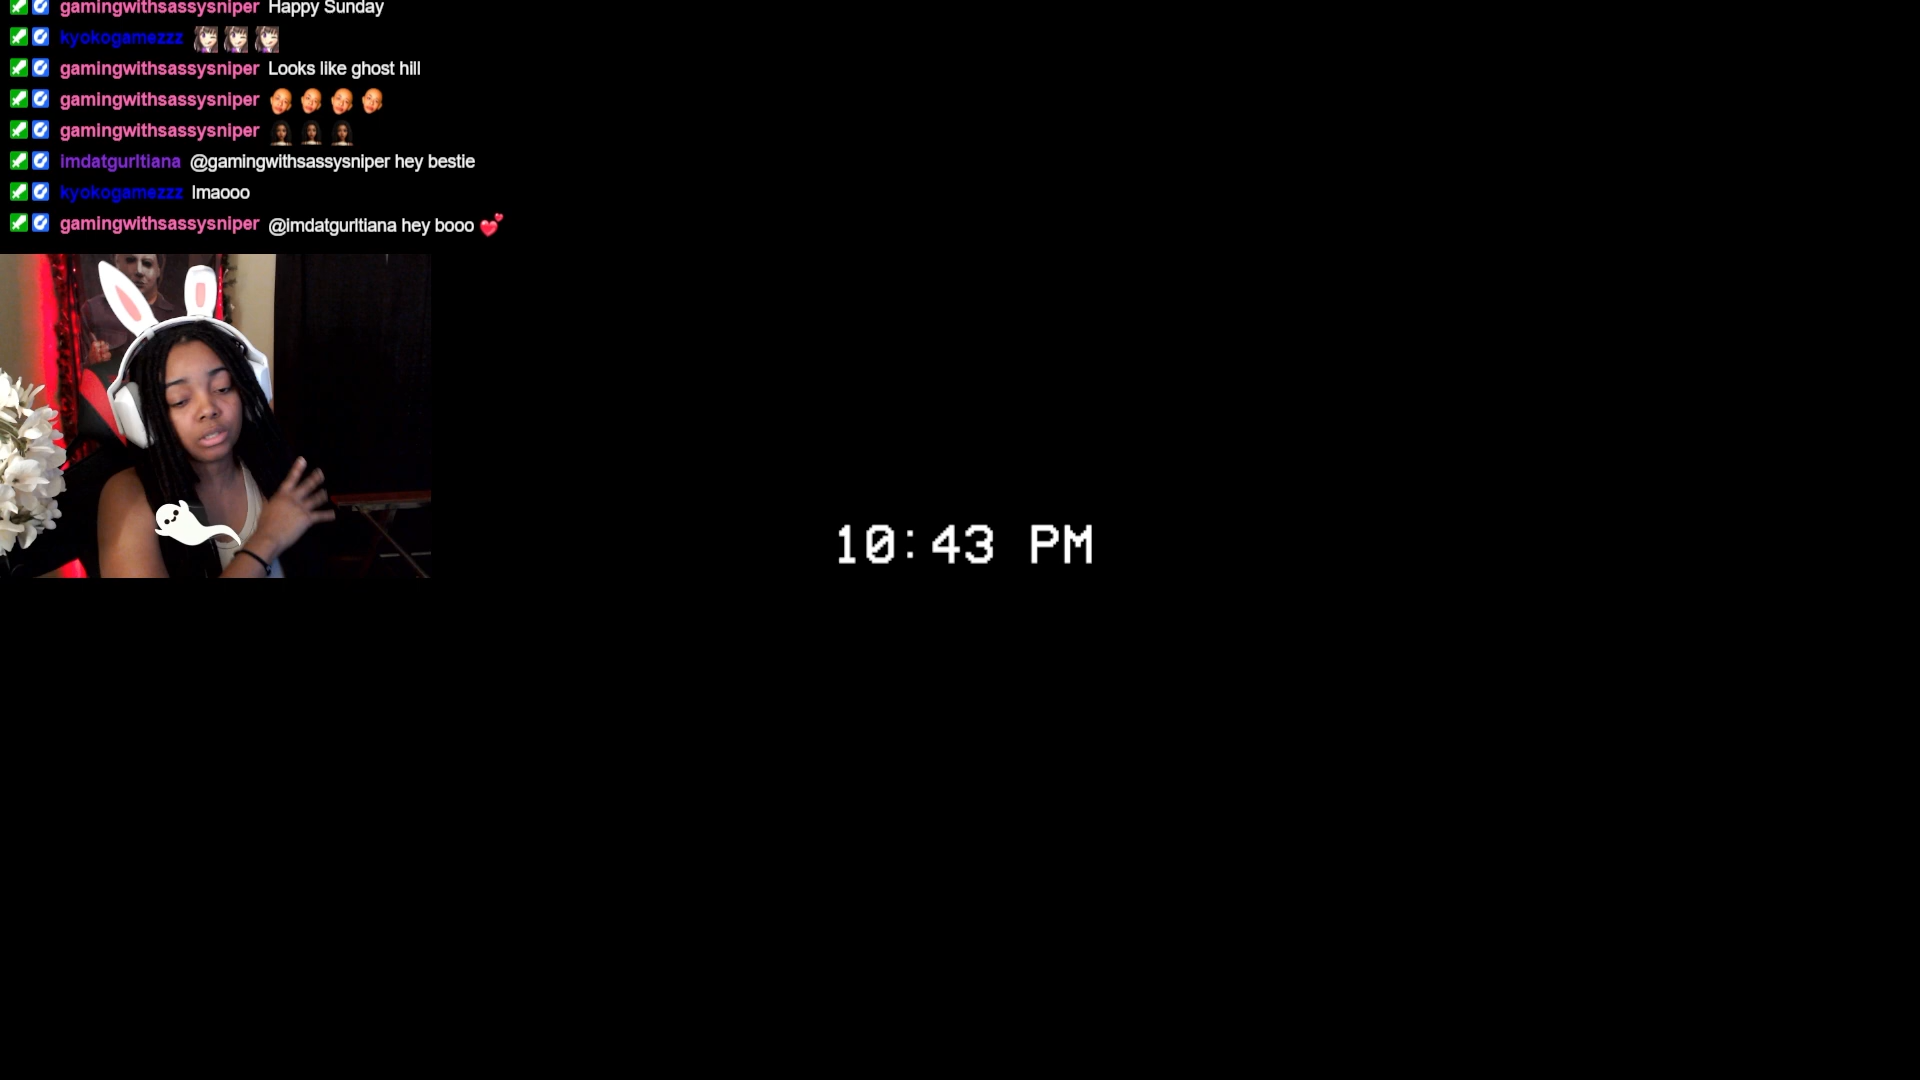 gamingwithsassysniper Happy Sunday
kyokogamezzz
gamingwithsassysniper Looks like ghost hill
gamingwithsassysniper
gamingwithsassysniper
imdatgurltiana @gamingwithsassysniper hey bestie
kyokogamezzz lmaooo
gamingwithsassysniper @imdatgurltiana hey booo 💕
10:43 PM